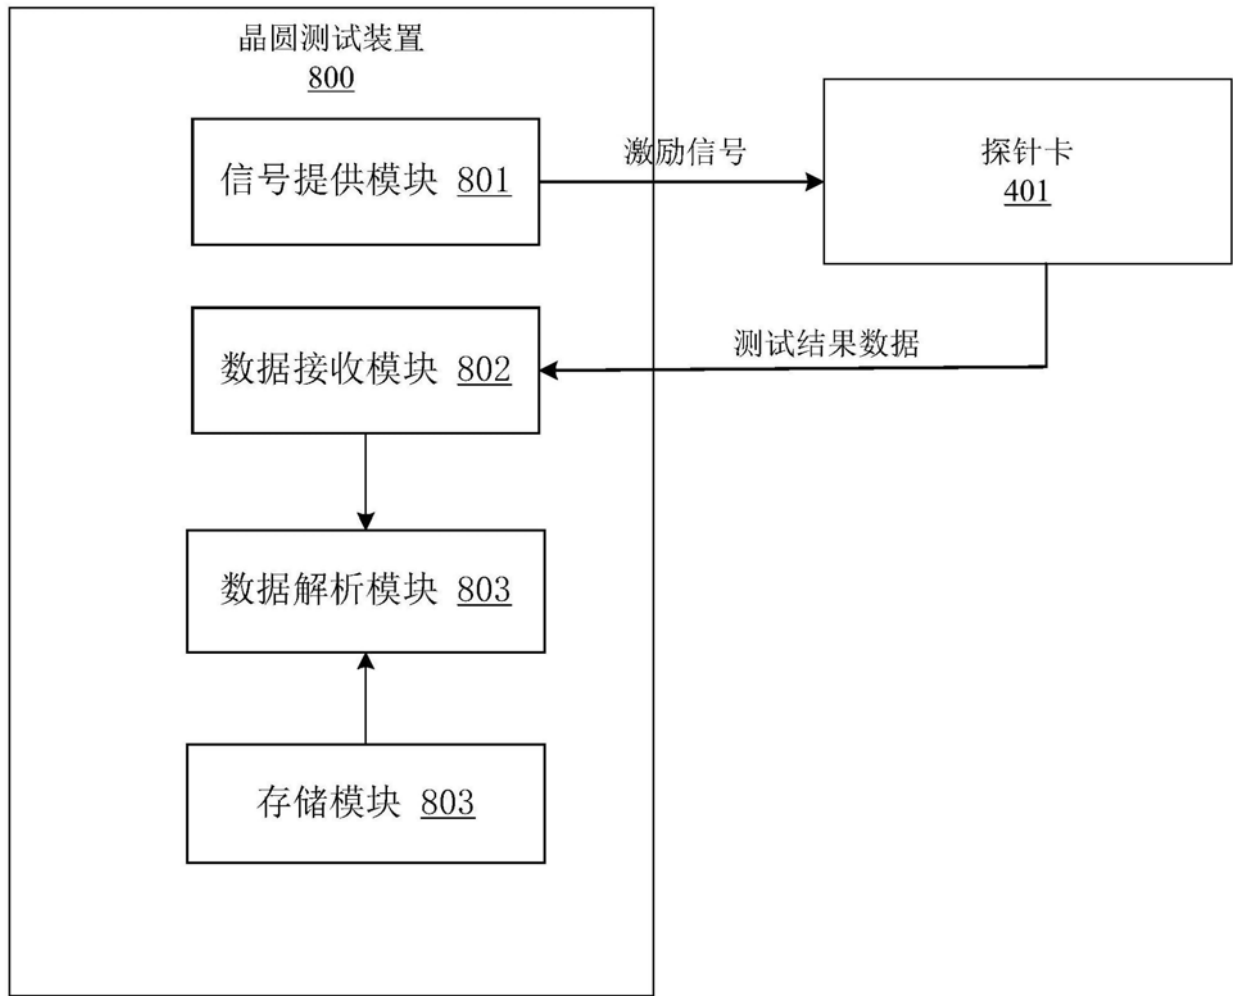 晶圆测试装置
800
信号提供模块 801
激励信号
探针卡
401
数据接收模块 802
测试结果数据
数据解析模块 803
存储模块 803